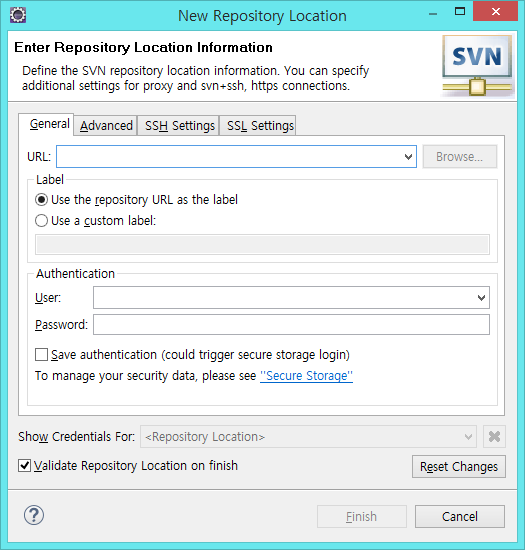 New Repository Location
Enter Repository Location Information
Define the SVN repository location information. You can specify
additional settings for proxy and svn+ssh, https connections.
SVN
General Advanced SSH Settings SSL Settings
URL: Browse...
Label
Use the repository URL as the label
Use a custom label:
Authentication
User:
Password:
Save authentication (could trigger secure storage login)
To manage your security data, please see "Secure Storage"
Show Credentials For: <Repository Location>
Validate Repository Location on finish
Reset Changes
? Finish Cancel